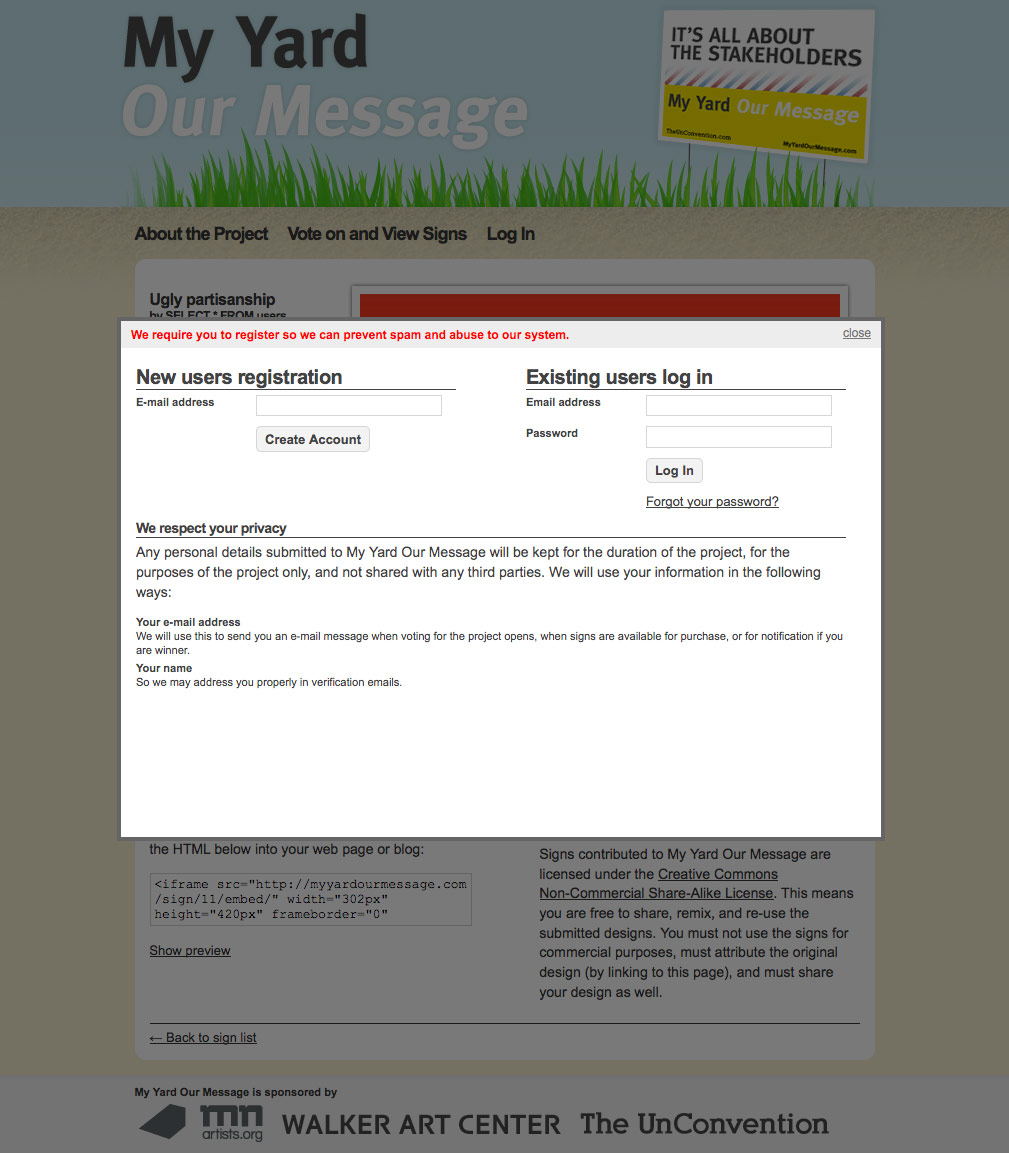 My Yard
Our Message
IT'S ALL ABOUT
THE STAKEHOLDERS
My Yard Our Message
TheUnConvention.com
MyYardOurMessage.com
About the Project
Vote on and View Signs
Log In
Ugly partisanship
by SELECT * FROM users
We require you to register so we can prevent spam and abuse to our system.
close
New users registration
E-mail address
Create Account
Existing users log in
Email address
Password
Log In
Forgot your password?
We respect your privacy
Any personal details submitted to My Yard Our Message will be kept for the duration of the project, for the
purposes of the project only, and not shared with any third parties. We will use your information in the following
ways:
Your e-mail address
We will use this to send you an e-mail message when voting for the project opens, when signs are available for purchase, or for notification if you
are winner.
Your name
So we may address you properly in verification emails.
the HTML below into your web page or blog:
<iframe src="http://myyardourmessage.com
/sign/11/embed/" width="302px"
height="420px" frameborder="0"
Show preview
Signs contributed to My Yard Our Message are
licensed under the Creative Commons
Non-Commercial Share-Alike License. This means
you are free to share, remix, and re-use the
submitted designs. You must not use the signs for
commercial purposes, must attribute the original
design (by linking to this page), and must share
your design as well.
← Back to sign list
My Yard Our Message is sponsored by
mn
artists.org
WALKER ART CENTER
The UnConvention